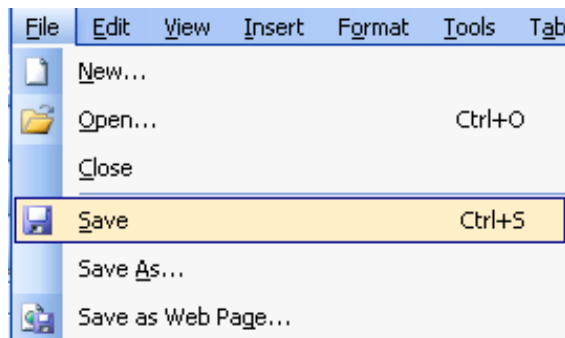 File Edit View Insert Format Tools Tab
New...
Open... Ctrl+O
Close
Save Ctrl+S
Save As...
Save as Web Page...